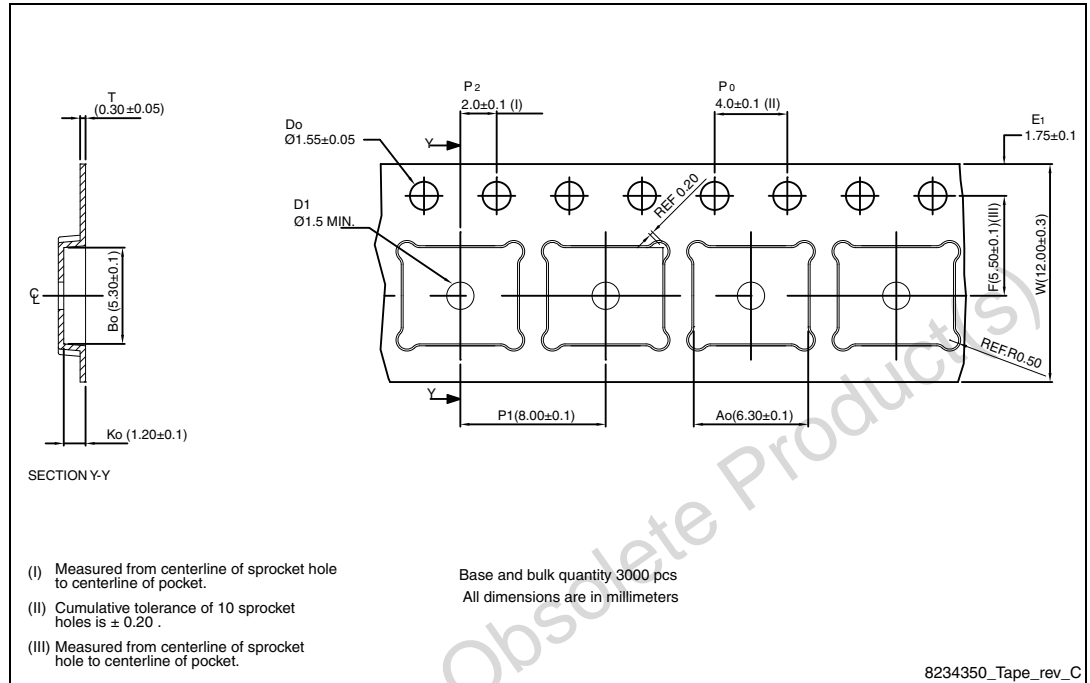 T
(0.30 ±0.05)
P2
2.0±0.1 (I)
P0
4.0±0.1 (II)
Do
Ø1.55±0.05
E1
1.75±0.1
Y
D1
Ø1.5 MIN.
REF 0.20
F(5.50±0.1)(III)
W(12.00±0.3)
℄
Bo (5.30±0.1)
REF.R0.50
Y
P1(8.00±0.1)
Ao(6.30±0.1)
Ko (1.20±0.1)
SECTION Y-Y
(I) Measured from centerline of sprocket hole
to centerline of pocket.
(II) Cumulative tolerance of 10 sprocket
holes is ± 0.20 .
(III) Measured from centerline of sprocket
hole to centerline of pocket.
Base and bulk quantity 3000 pcs
All dimensions are in millimeters
Obsolete Product(s)
8234350_Tape_rev_C